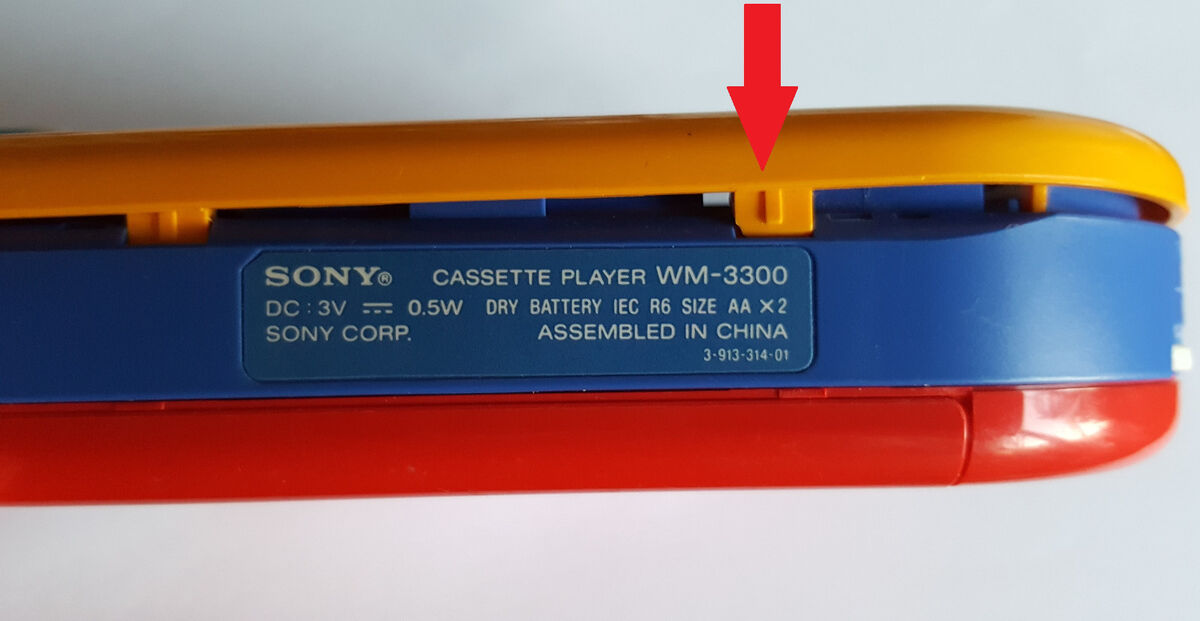 SONY® CASSETTE PLAYER WM-3300
DC : 3V ⎓ 0.5W DRY BATTERY IEC R6 SIZE AA ×2
SONY CORP. ASSEMBLED IN CHINA
3-913-314-01